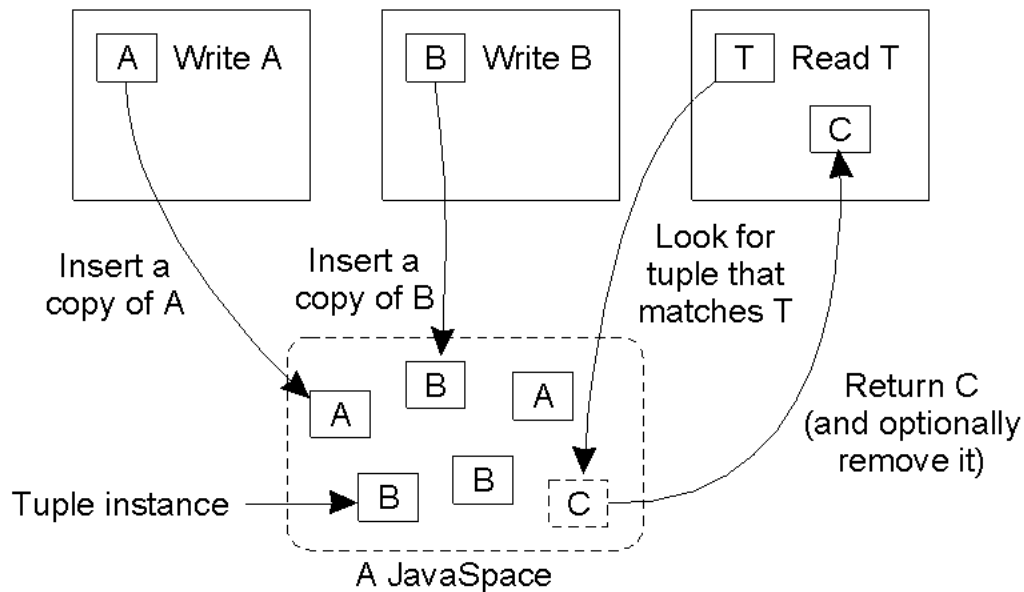 A Write A
B Write B
T Read T
C
Insert a
copy of A
Insert a
copy of B
Look for
tuple that
matches T
B
A
A
Return C
(and optionally
remove it)
B
B
C
Tuple instance
A JavaSpace